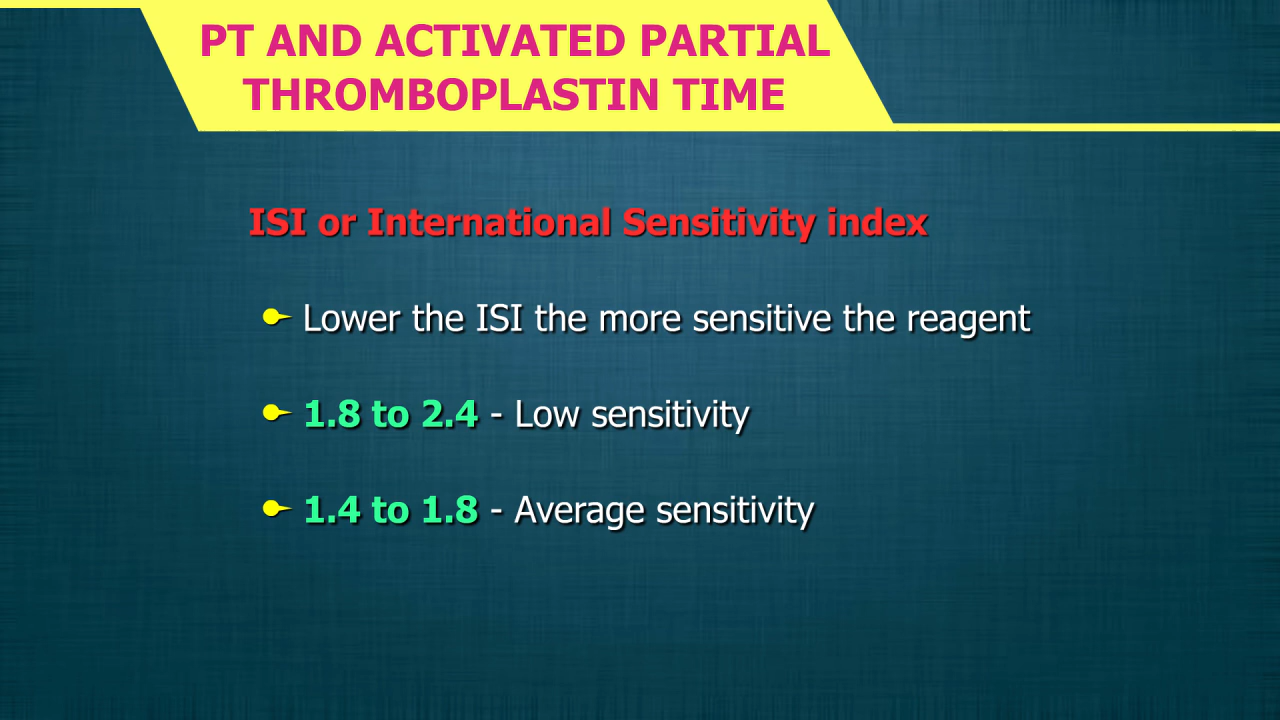 PT AND ACTIVATED PARTIAL
THROMBOPLASTIN TIME
ISI or International Sensitivity index
Lower the ISI the more sensitive the reagent
1.8 to 2.4 - Low sensitivity
1.4 to 1.8 - Average sensitivity